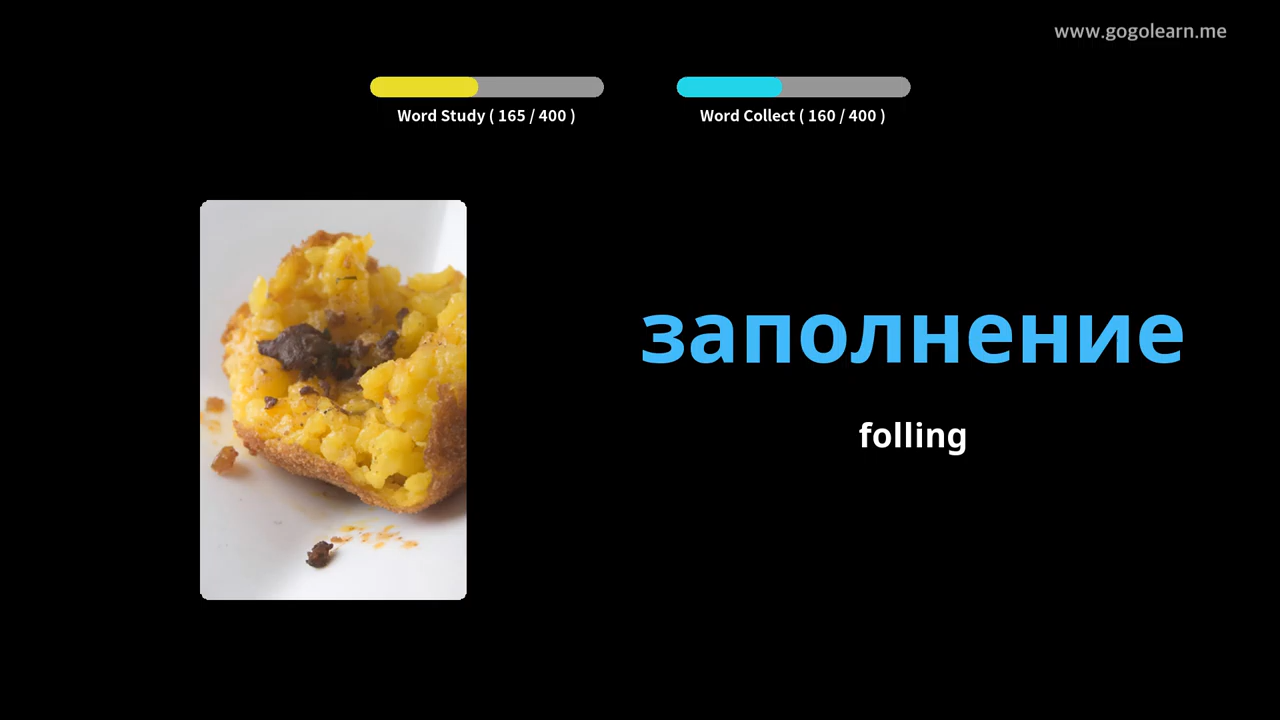 www.gogolearn.me
Word Study ( 165 / 400 )
Word Collect ( 160 / 400 )
заполнение
folling